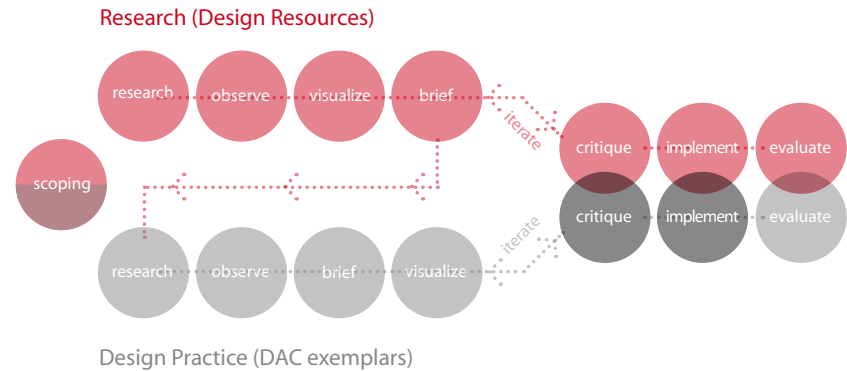 Research (Design Resources)
research observe visualize brief
iterate
critique implement evaluate
scoping
critique implement evaluate
iterate
research observe brief visualize
Design Practice (DAC exemplars)